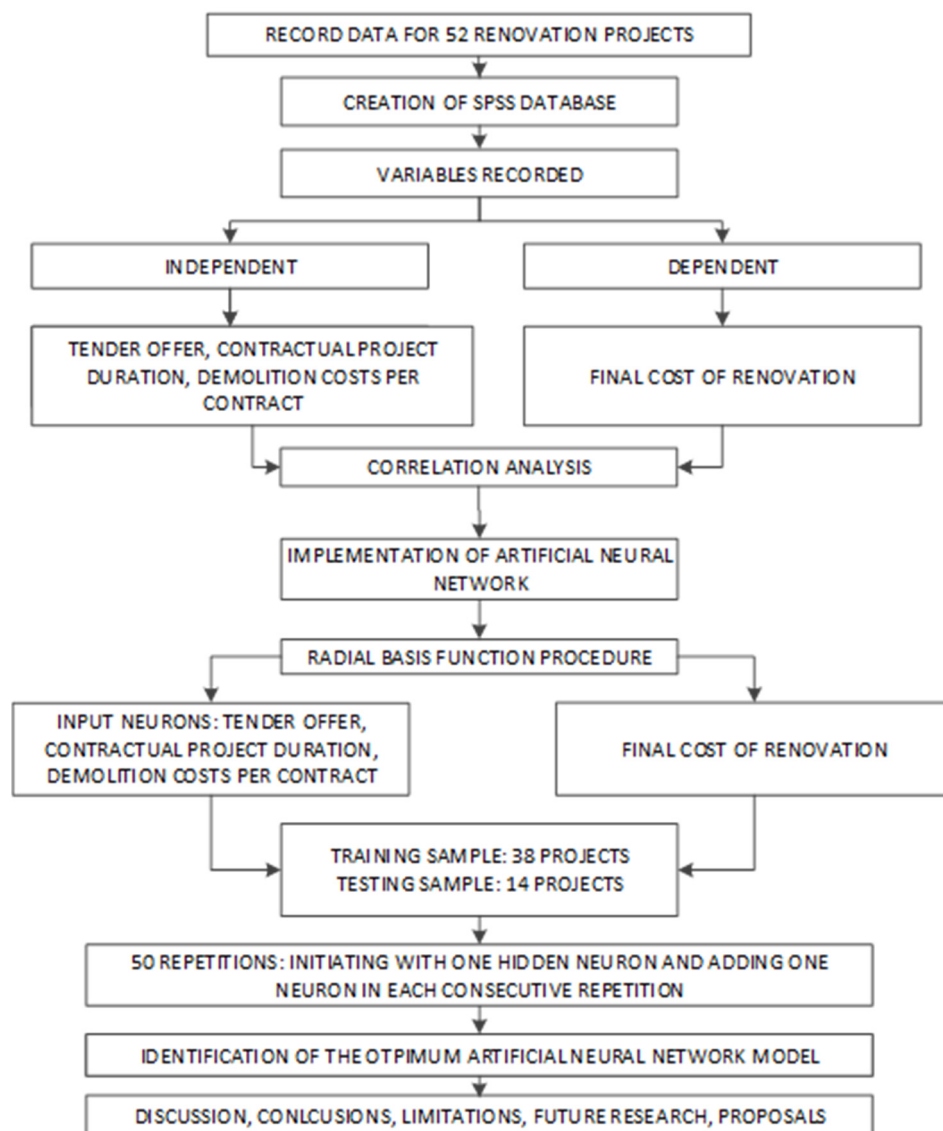 RECORD DATA FOR 52 RENOVATION PROJECTS
CREATION OF SPSS DATABASE
VARIABLES RECORDED
INDEPENDENT
DEPENDENT
TENDER OFFER, CONTRACTUAL PROJECT
DURATION, DEMOLITION COSTS PER
CONTRACT
FINAL COST OF RENOVATION
CORRELATION ANALYSIS
IMPLEMENTATION OF ARTIFICIAL NEURAL
NETWORK
RADIAL BASIS FUNCTION PROCEDURE
INPUT NEURONS: TENDER OFFER,
CONTRACTUAL PROJECT DURATION,
DEMOLITION COSTS PER CONTRACT
FINAL COST OF RENOVATION
TRAINING SAMPLE: 38 PROJECTS
TESTING SAMPLE: 14 PROJECTS
50 REPETITIONS: INITIATING WITH ONE HIDDEN NEURON AND ADDING ONE
NEURON IN EACH CONSECUTIVE REPETITION
IDENTIFICATION OF THE OTPIMUM ARTIFICIAL NEURAL NETWORK MODEL
DISCUSSION, CONLCUSIONS, LIMITATIONS, FUTURE RESEARCH, PROPOSALS